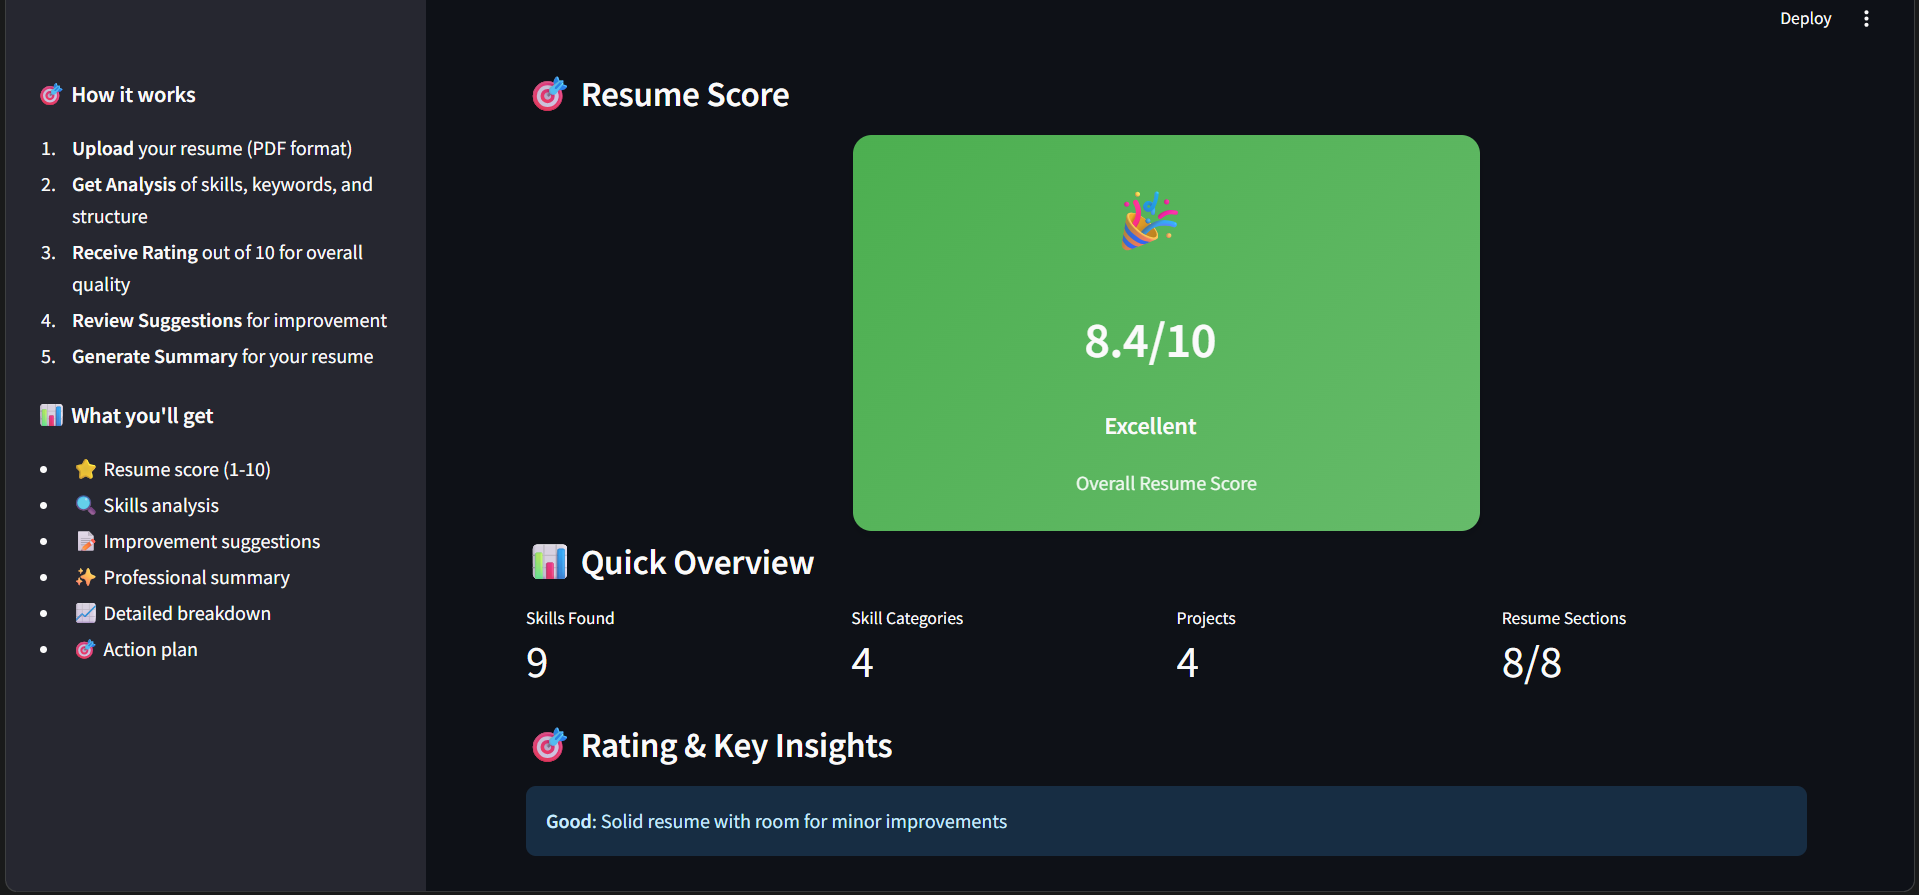 Deploy
How it works
1. Upload your resume (PDF format)
2. Get Analysis of skills, keywords, and
structure
3. Receive Rating out of 10 for overall
quality
4. Review Suggestions for improvement
5. Generate Summary for your resume
What you'll get
Resume score (1-10)
Skills analysis
Improvement suggestions
Professional summary
Detailed breakdown
Action plan
Resume Score
8.4/10
Excellent
Overall Resume Score
Quick Overview
Skills Found
9
Skill Categories
4
Projects
4
Resume Sections
8/8
Rating & Key Insights
Good: Solid resume with room for minor improvements